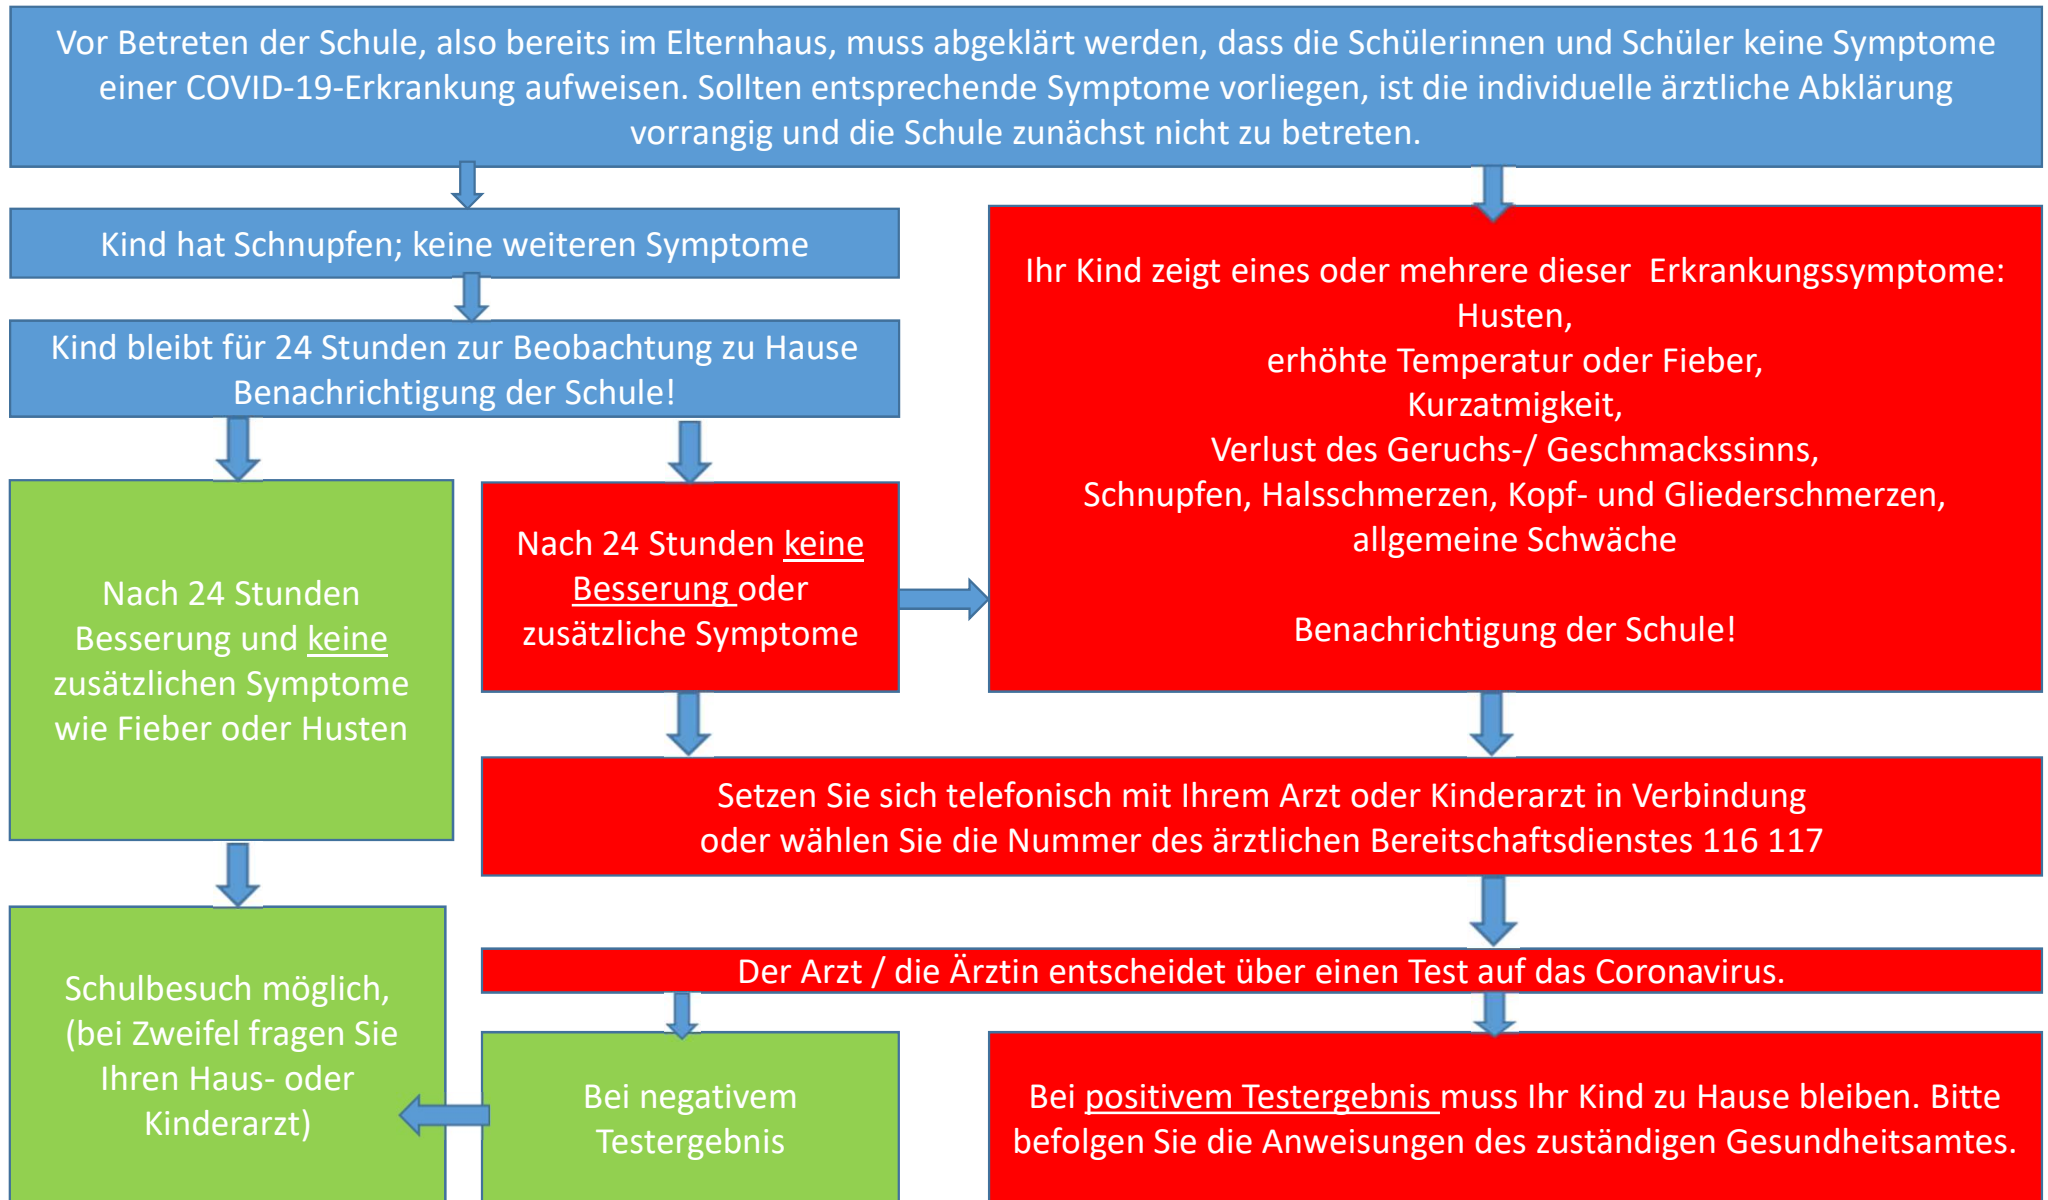 Vor Betreten der Schule, also bereits im Elternhaus, muss abgeklärt werden, dass die Schülerinnen und Schüler keine Symptome
einer COVID-19-Erkrankung aufweisen. Sollten entsprechende Symptome vorliegen, ist die individuelle ärztliche Abklärung
vorrangig und die Schule zunächst nicht zu betreten.
Kind hat Schnupfen; keine weiteren Symptome
Kind bleibt für 24 Stunden zur Beobachtung zu Hause
Benachrichtigung der Schule!
Ihr Kind zeigt eines oder mehrere dieser Erkrankungssymptome:
Husten,
erhöhte Temperatur oder Fieber,
Kurzatmigkeit,
Verlust des Geruchs-/ Geschmackssinns,
Schnupfen, Halsschmerzen, Kopf- und Gliederschmerzen,
allgemeine Schwäche
Benachrichtigung der Schule!
Nach 24 Stunden
Besserung und keine
zusätzlichen Symptome
wie Fieber oder Husten
Nach 24 Stunden keine
Besserung oder
zusätzliche Symptome
Setzen Sie sich telefonisch mit Ihrem Arzt oder Kinderarzt in Verbindung
oder wählen Sie die Nummer des ärztlichen Bereitschaftsdienstes 116 117
Der Arzt / die Ärztin entscheidet über einen Test auf das Coronavirus.
Schulbesuch möglich,
(bei Zweifel fragen Sie
Ihren Haus- oder
Kinderarzt)
Bei negativem
Testergebnis
Bei positivem Testergebnis muss Ihr Kind zu Hause bleiben. Bitte
befolgen Sie die Anweisungen des zuständigen Gesundheitsamtes.